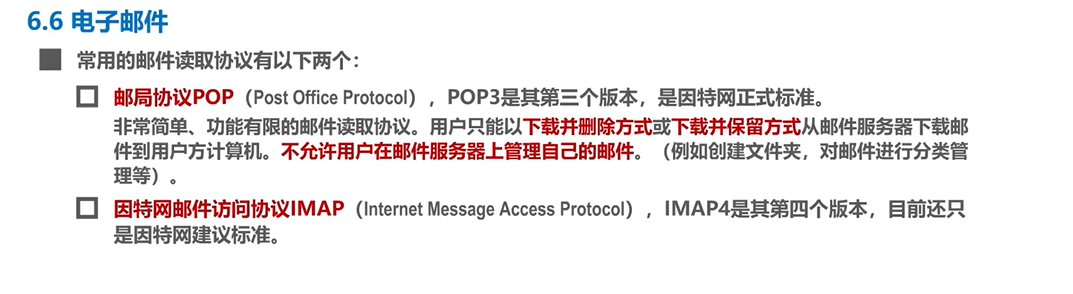 6.6 电子邮件
常用的邮件读取协议有以下两个：
邮局协议POP（Post Office Protocol），POP3是其第三个版本，是因特网正式标准。
非常简单、功能有限的邮件读取协议。用户只能以下载并删除方式或下载并保留方式从邮件服务器下载邮
件到用户方计算机。不允许用户在邮件服务器上管理自己的邮件。（例如创建文件夹，对邮件进行分类管
理等）。
因特网邮件访问协议IMAP（Internet Message Access Protocol），IMAP4是其第四个版本，目前还只
是因特网建议标准。